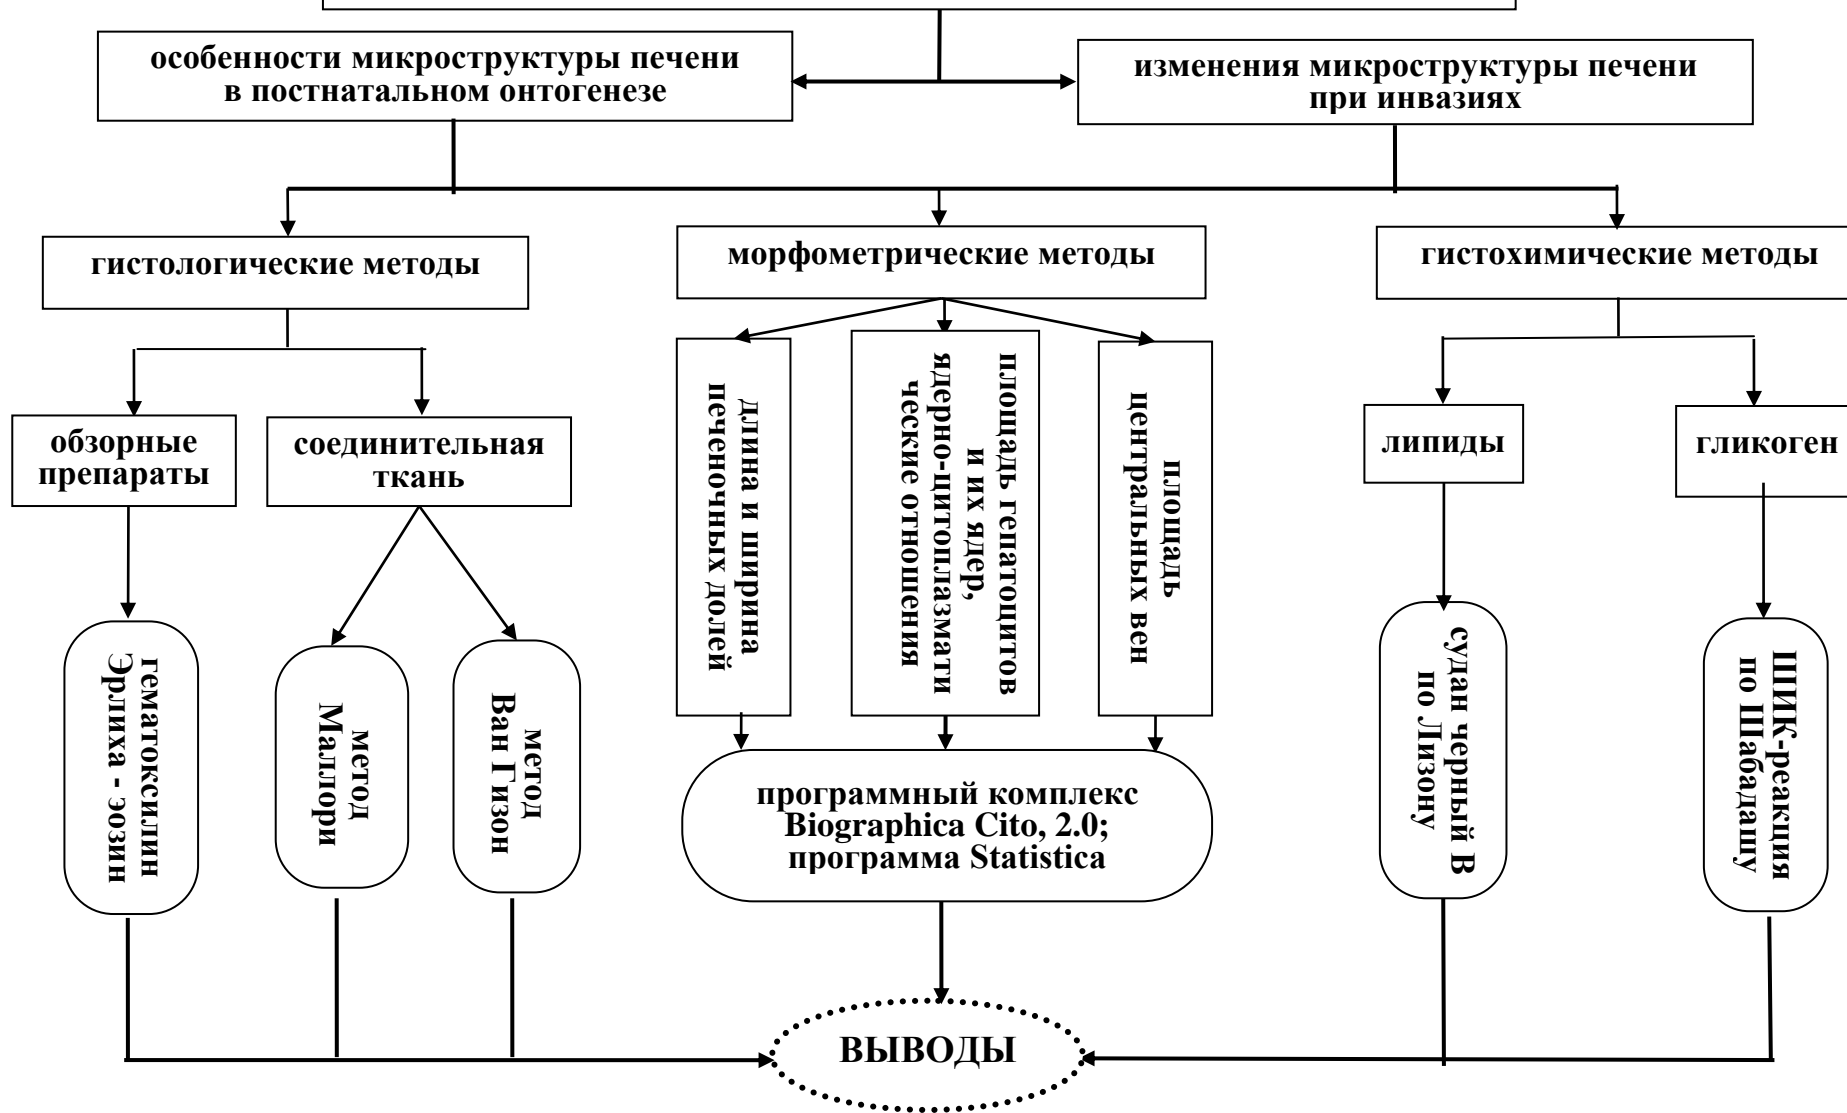 особенности микроструктуры печени
в постнатальном онтогенезе
изменения микроструктуры печени
при инвазиях
гистологические методы
морфометрические методы
гистохимические методы
обзорные
препараты
соединительная
ткань
длина и ширина
печеночных долей
площадь гепатоцитов
и их ядер,
ядерно-цитоплазмати
ческие отношения
площадь
центральных вен
липиды
гликоген
гематоксилин
Эрлиха - эозин
метод
Маллори
метод
Ван Гизон
программный комплекс
Biographica Cito, 2.0;
программа Statistica
судан черный В
по Лизону
ШИК-реакция
по Шабадашу
ВЫВОДЫ